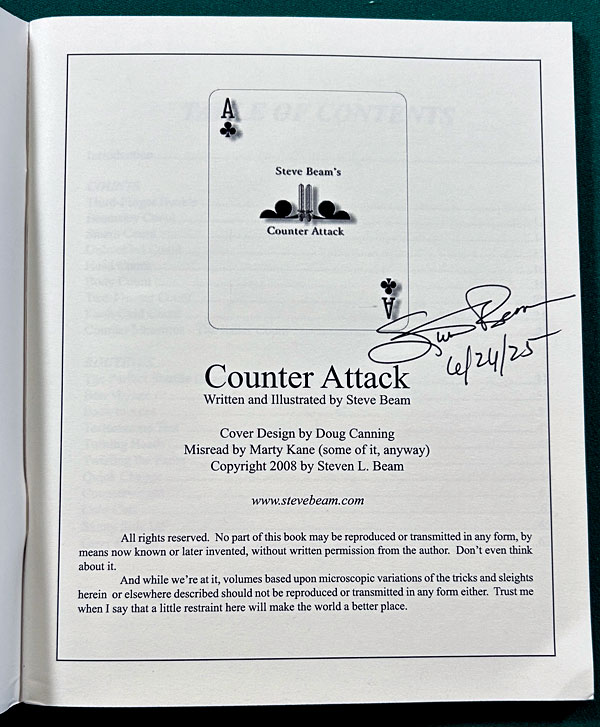 A
Steve Beam's
Counter Attack
A
Steve Beam
6/24/25
Counter Attack
Written and Illustrated by Steve Beam
Cover Design by Doug Canning
Misread by Marty Kane (some of it, anyway)
Copyright 2008 by Steven L. Beam
www.stevebeam.com
All rights reserved.  No part of this book may be reproduced or transmitted in any form, by
means now known or later invented, without written permission from the author.  Don't even think
about it.
And while we're at it, volumes based upon microscopic variations of the tricks and sleights
herein  or elsewhere described should not be reproduced or transmitted in any form either.  Trust me
when I say that a little restraint here will make the world a better place.
TABLE OF CONTENTS
Introduction